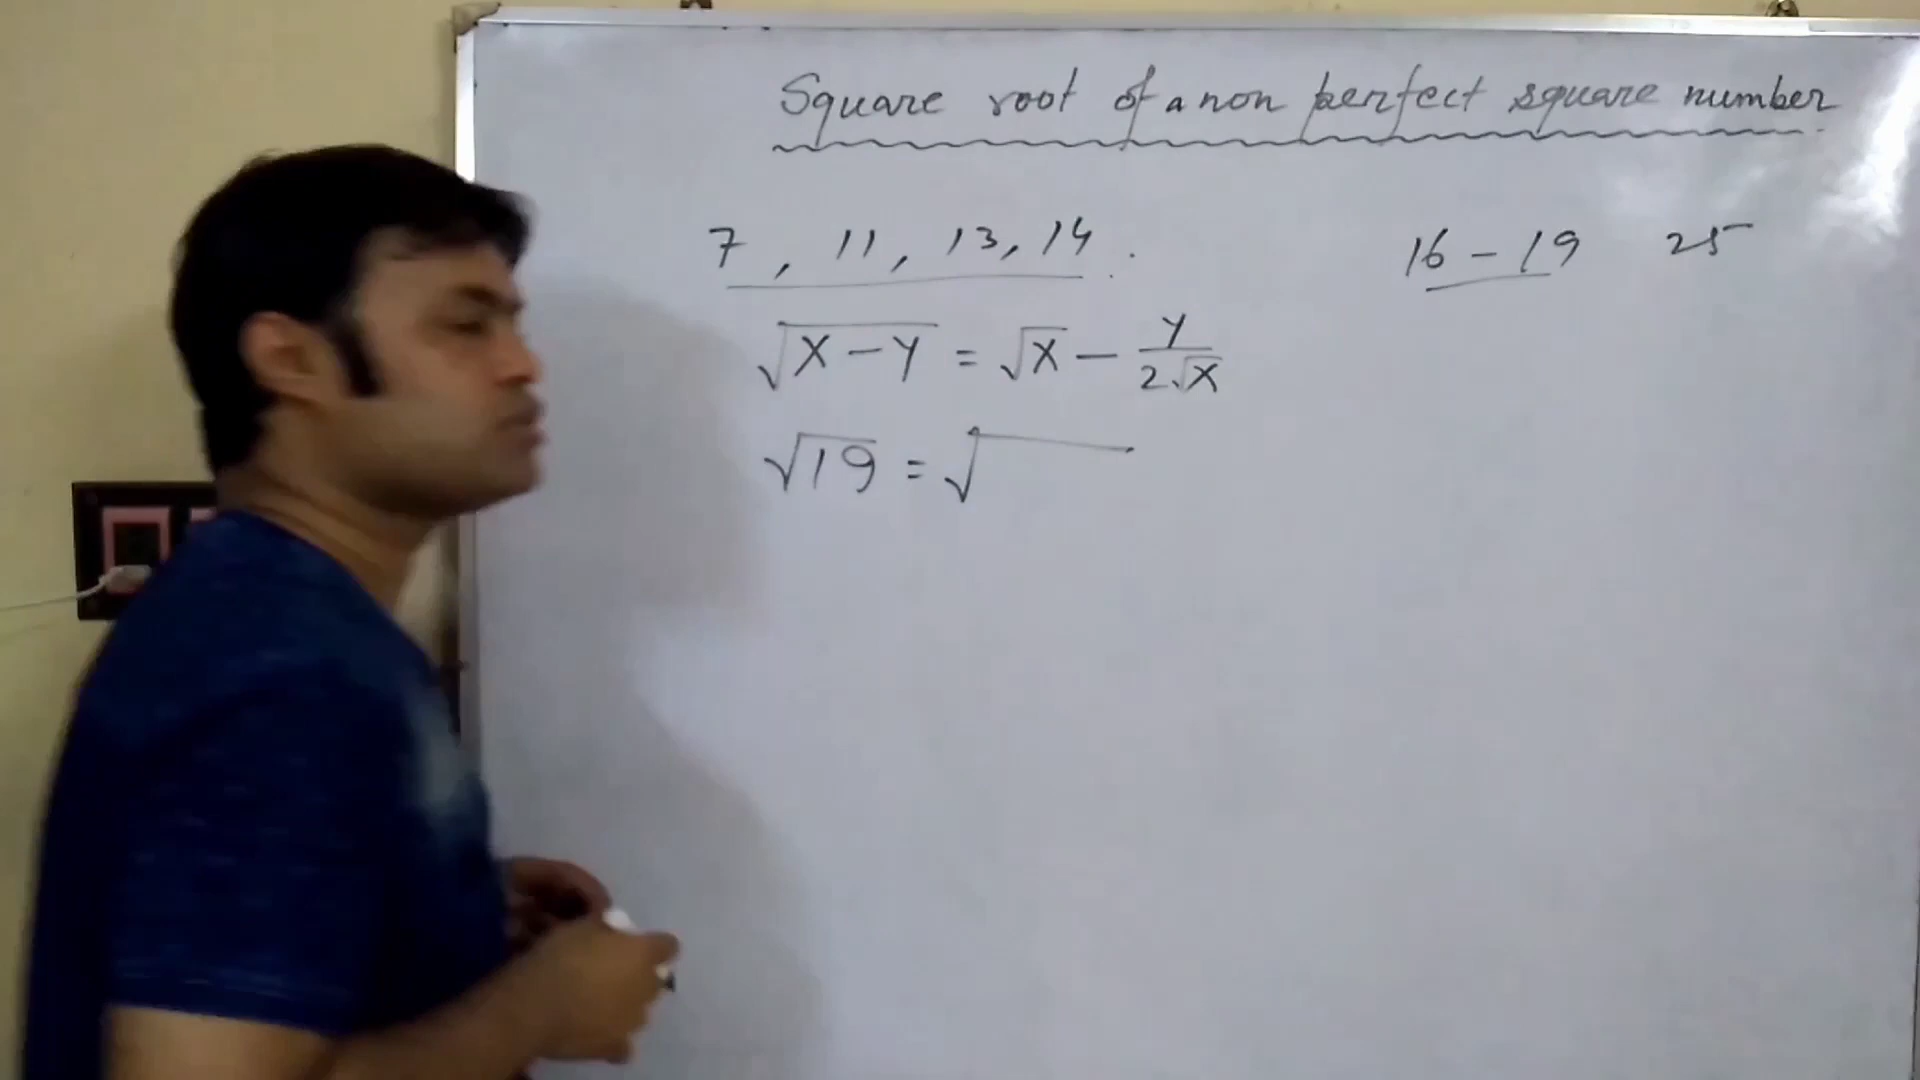 Square root of a non perfect square number
7, 11, 13, 14.
16 - 19 25
√X-Y = √X - Y/2√X
√19 = √